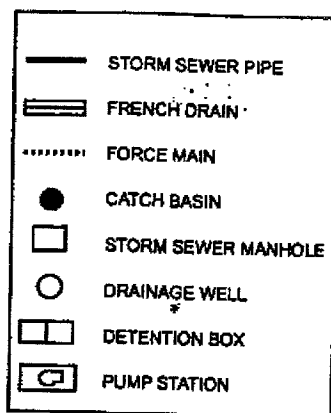 STORM SEWER PIPE
FRENCH DRAIN
FORCE MAIN
CATCH BASIN
STORM SEWER MANHOLE
DRAINAGE WELL
DETENTION BOX
PUMP STATION